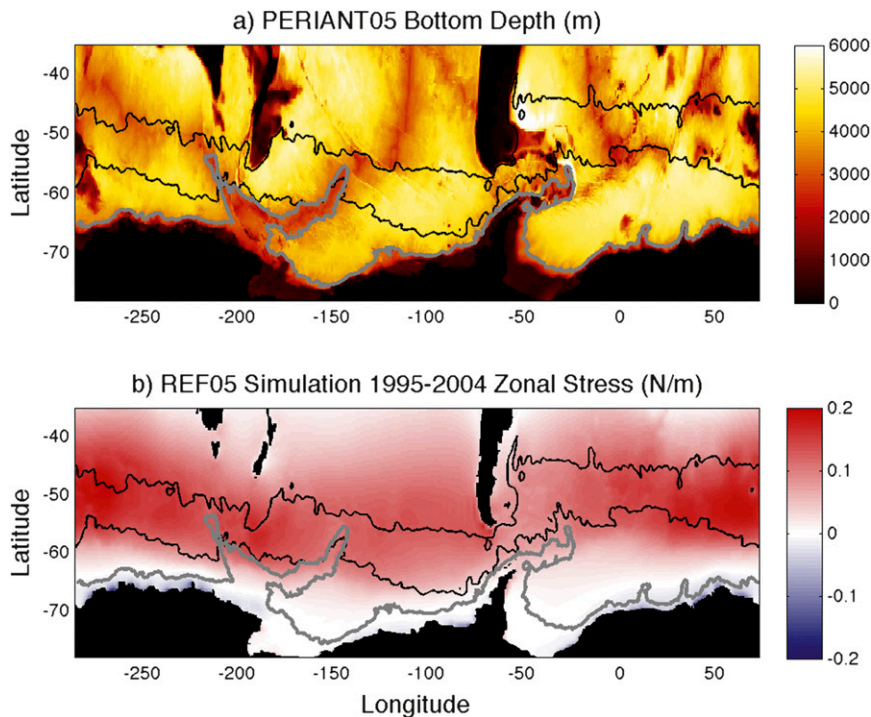 a) PERIANT05 Bottom Depth (m)
-40
-50
-60
-70
Latitude
-250 -200 -150 -100 -50 0 50
6000
5000
4000
3000
2000
1000
0
b) REF05 Simulation 1995-2004 Zonal Stress (N/m)
-40
-50
-60
-70
Latitude
-250 -200 -150 -100 -50 0 50
Longitude
0.2
0.1
0
-0.1
-0.2